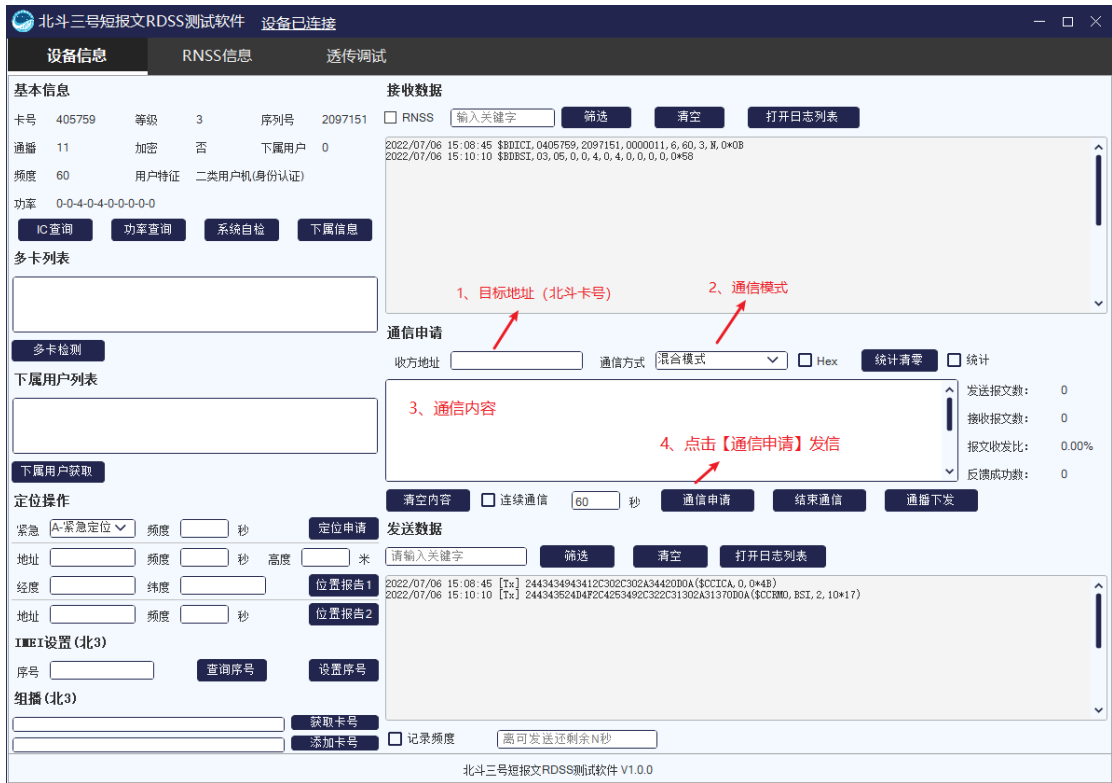 北斗三号短报文RDSS测试软件 设备已连接
设备信息 RNSS信息 透传调试
基本信息
卡号 405759 等级 3 序列号 2097151
通播 11 加密 否 下属用户 0
频度 60 用户特征 二类用户机(身份认证)
功率 0-0-4-0-4-0-0-0-0-0
IC查询 功率查询 系统自检 下属信息
多卡列表
多卡检测
下属用户列表
下属用户获取
定位操作
紧急 A-紧急定位 频度 秒 定位申请
地址 频度 秒 高度 米
经度 纬度 位置报告1
地址 频度 秒 位置报告2
IMEI设置(北3)
序号 查询序号 设置序号
组播(北3)
获取卡号
添加卡号
接收数据
RNSS 输入关键字 筛选 清空 打开日志列表
2022/07/06 15:08:45 $BDICI,0405759,2097151,0000011,6,60,3,N,0*0B
2022/07/06 15:10:10 $BDBSI,03,05,0,0,4,0,4,0,0,0,0,0*58
1、目标地址（北斗卡号） 2、通信模式
通信申请
收方地址 通信方式 混合模式 Hex 统计清零 统计
3、通信内容
4、点击【通信申请】发信
发送报文数: 0
接收报文数: 0
报文收发比: 0.00%
反馈成功数: 0
清空内容 连续通信 60 秒 通信申请 结束通信 通播下发
发送数据
请输入关键字 筛选 清空 打开日志列表
2022/07/06 15:08:45 [Tx] 2443434943412C302C302A34420D0A($CCICA,0,0*4B)
2022/07/06 15:10:10 [Tx] 244343524D4F2C4253492C322C31302A31370D0A($CCRMO,BSI,2,10*17)
记录频度 离可发送还剩余N秒
北斗三号短报文RDSS测试软件 V1.0.0